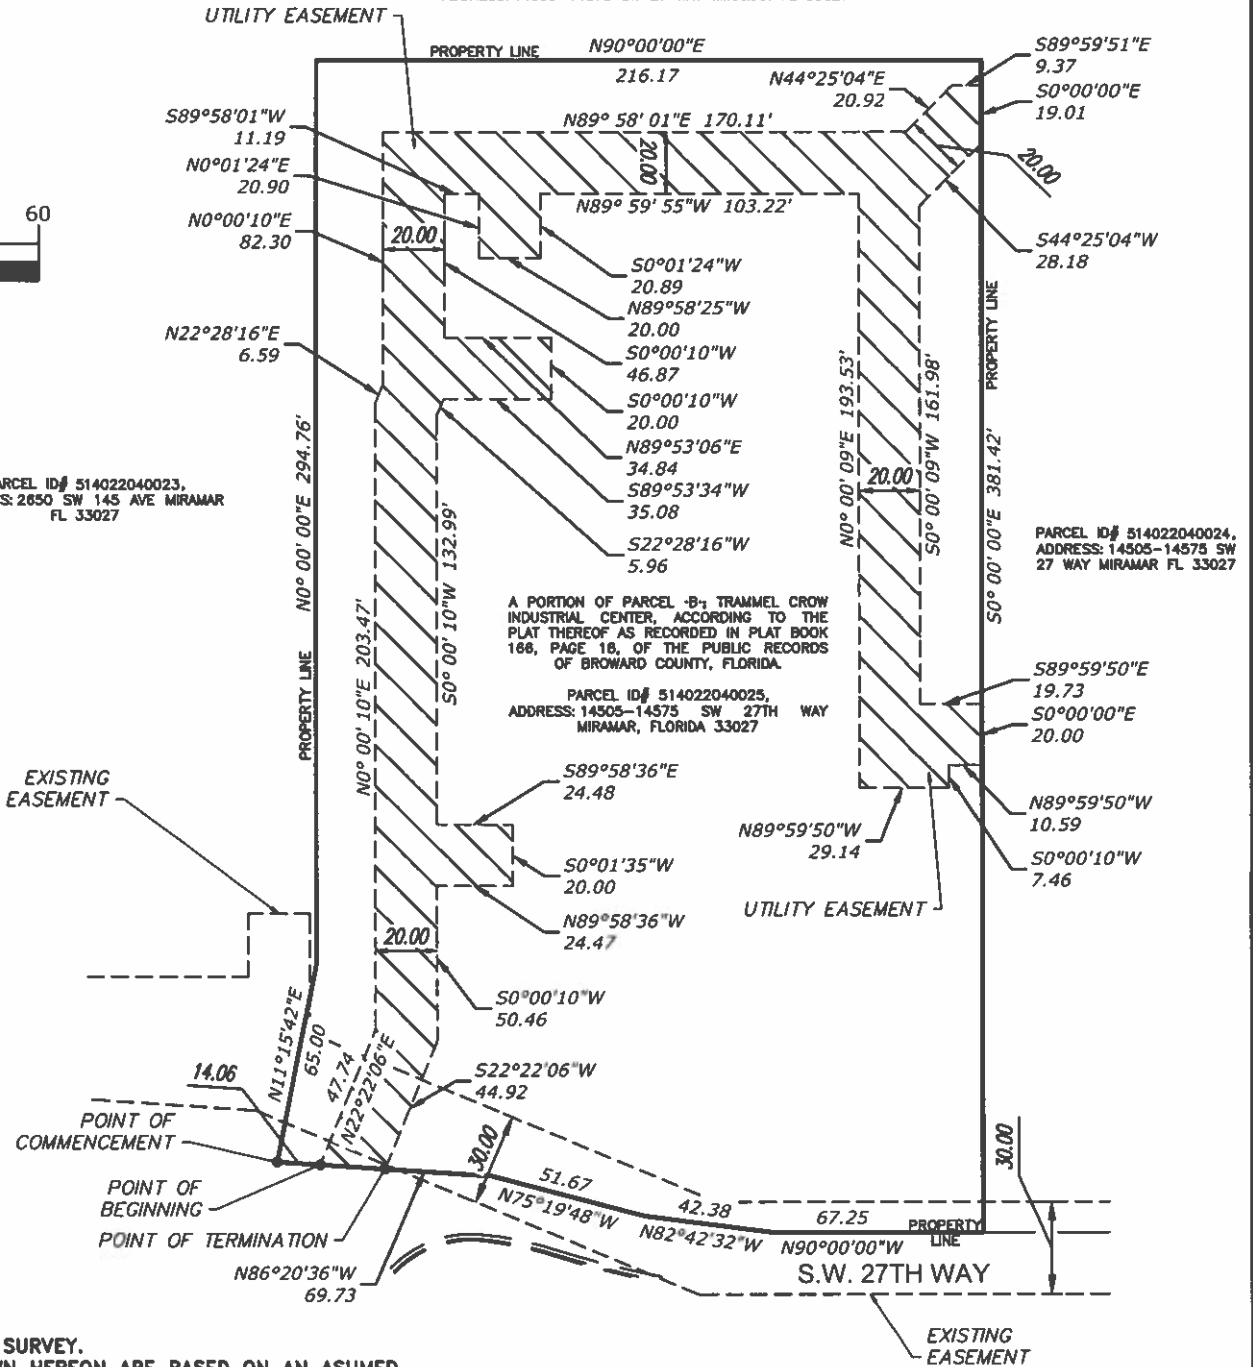 UTILITY EASEMENT
PROPERTY LINE
N90°00'00"E
216.17
S89°59'51"E
9.37
N44°25'04"E
20.92
S0°00'00"E
19.01
S89°58'01"W
11.19
N89° 58' 01"E 170.11'
20.00
20.00
N0°01'24"E
20.90
N89° 59' 55"W 103.22'
60
N0°00'10"E
82.30
20.00
S44°25'04"W
28.18
S0°01'24"W
20.89
N89°58'25"W
20.00
PROPERTY LINE
N22°28'16"E
6.59
S0°00'10"W
46.87
S0°00'10"W
20.00
N0° 00' 09"E 193.53'
S0° 00' 09"W 161.98'
N89°53'06"E
34.84
N0° 00' 00"E 294.76'
S89°53'34"W
35.08
20.00
S0° 00' 00"E 381.42'
ARCEL ID# 514022040023,
S: 2650 SW 145 AVE MIRAMAR
FL 33027
S0° 00' 10"W 132.99'
S22°28'16"W
5.96
PARCEL ID# 514022040024,
ADDRESS: 14505-14575 SW
27 WAY MIRAMAR FL 33027
A PORTION OF PARCEL "B", TRAMMEL CROW
INDUSTRIAL CENTER, ACCORDING TO THE
PLAT THEREOF AS RECORDED IN PLAT BOOK
166, PAGE 16, OF THE PUBLIC RECORDS
OF BROWARD COUNTY, FLORIDA.
PARCEL ID# 514022040025,
ADDRESS: 14505-14575 SW 27TH WAY
MIRAMAR, FLORIDA 33027
N0° 00' 10"E 203.47'
PROPERTY LINE
S89°59'50"E
19.73
S0°00'00"E
20.00
EXISTING
EASEMENT
S89°58'36"E
24.48
N89°59'50"W
10.59
N89°59'50"W
29.14
S0°01'35"W
20.00
S0°00'10"W
7.46
UTILITY EASEMENT
N89°58'36"W
24.47
20.00
S0°00'10"W
50.46
N11°15'42"E
65.00
47.74
N22°22'06"E
14.06
S22°22'06"W
44.92
POINT OF
COMMENCEMENT
30.00
30.00
POINT OF
BEGINNING
51.67
N75°19'48"W
42.38
N82°42'32"W
67.25
PROPERTY
LINE
N90°00'00"W
POINT OF TERMINATION
N86°20'36"W
69.73
S.W. 27TH WAY
EXISTING
EASEMENT
SURVEY.
HEREON ARE BASED ON AN ASUMED